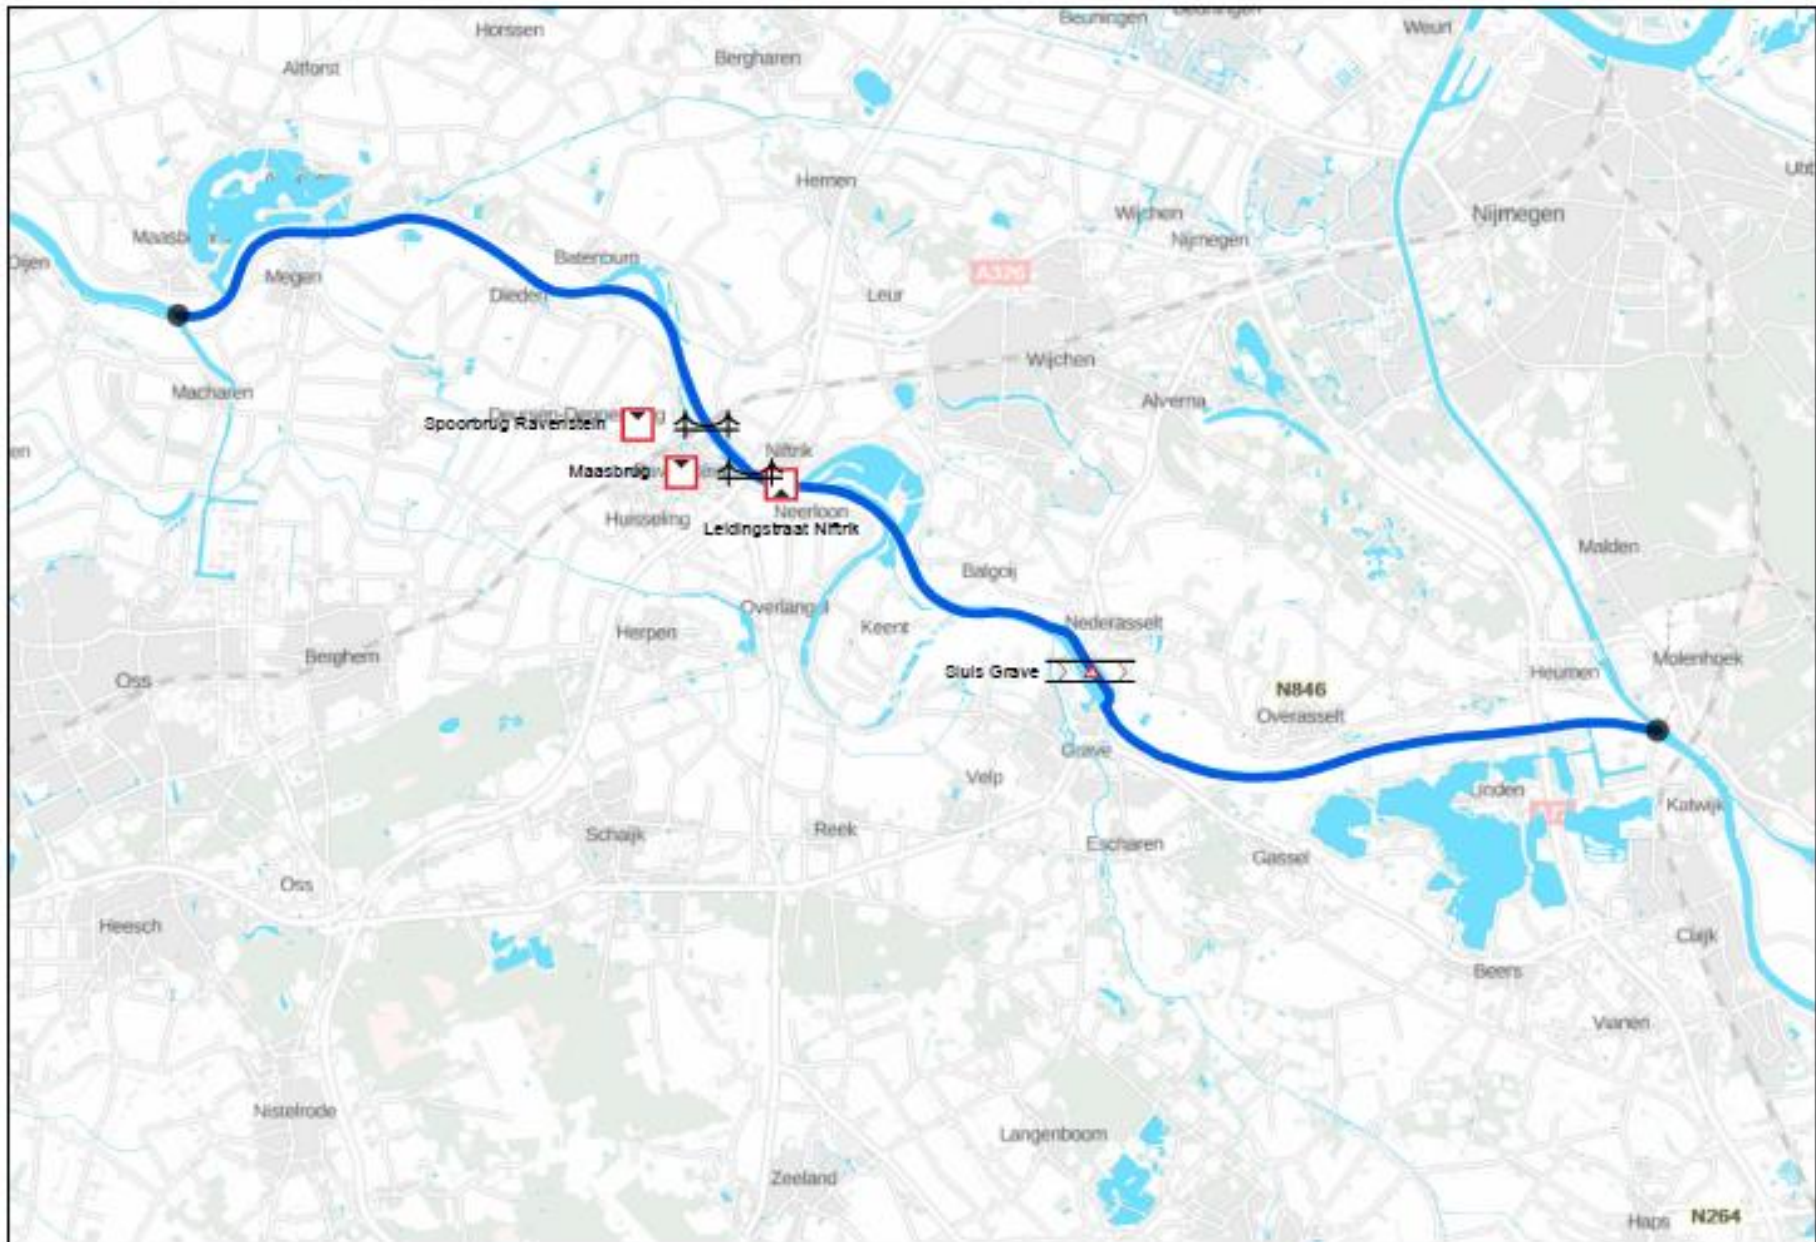 Horssen
Beuningen
Weurt
Altforst
Bergharen
Hernen
Ubb
Wijchen
Nijmegen
Nijmegen
Maasb
Batenburg
Oijen
Megen
A326
Dieden
Leur
Wijchen
Macharen
Alverna
Spoorbrug Ravenstein
Niftrik
Maasbrug
Neerloon
Huisseling
Leidingstraat Niftrik
Malden
Balgoij
Overlangel
Nederasselt
Keent
Herpen
Berghem
Molenhoek
Sluis Grave
Heumen
Oss
N846
Overasselt
Grave
Velp
Linden
Katwijk
Schaijk
Reek
Escharen
Gassel
Oss
Heesch
Cuijk
Beers
Vianen
Nistelrode
Langenboom
Zeeland
Haps
N264